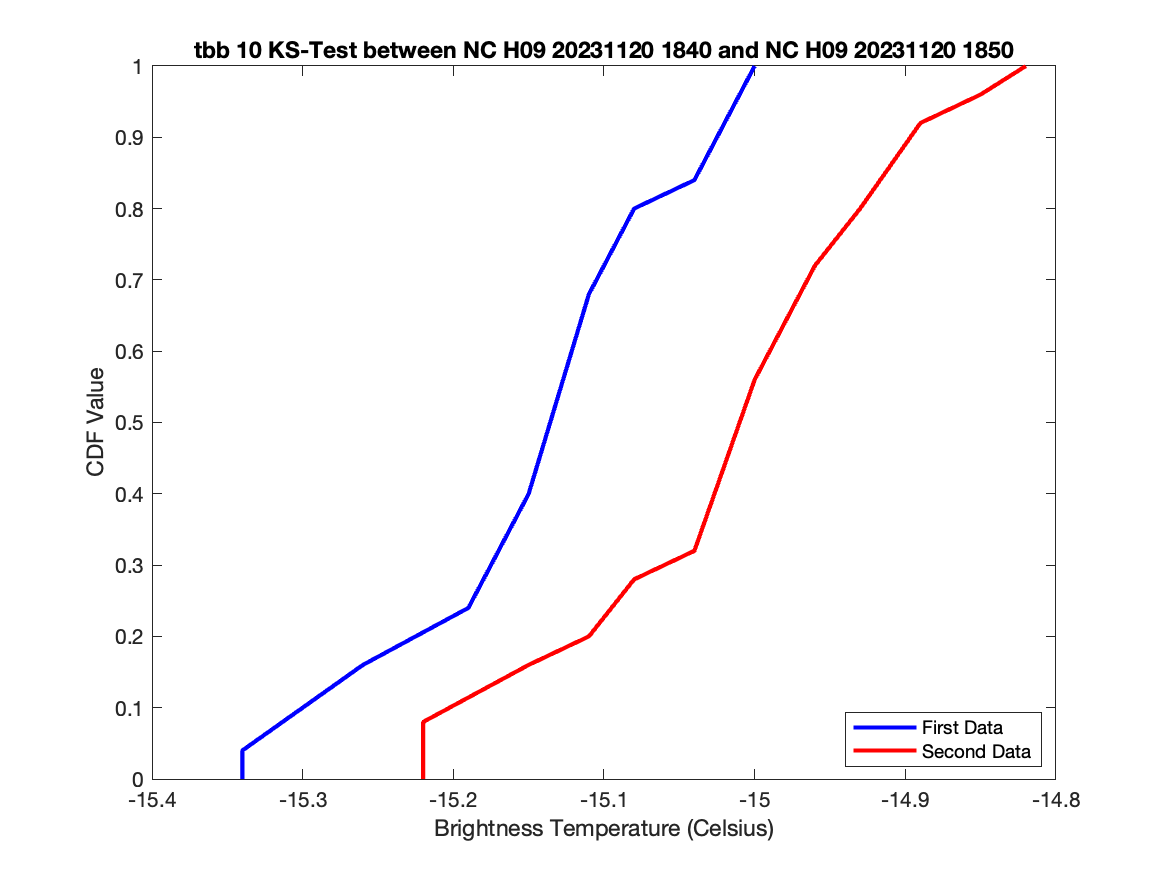 tbb 10 KS-Test between NC H09 20231120 1840 and NC H09 20231120 1850
1
0.9
0.8
0.7
0.6
0.5
0.4
0.3
0.2
0.1
0
CDF Value
First Data
Second Data
-15.4 -15.3 -15.2 -15.1 -15 -14.9 -14.8
Brightness Temperature (Celsius)